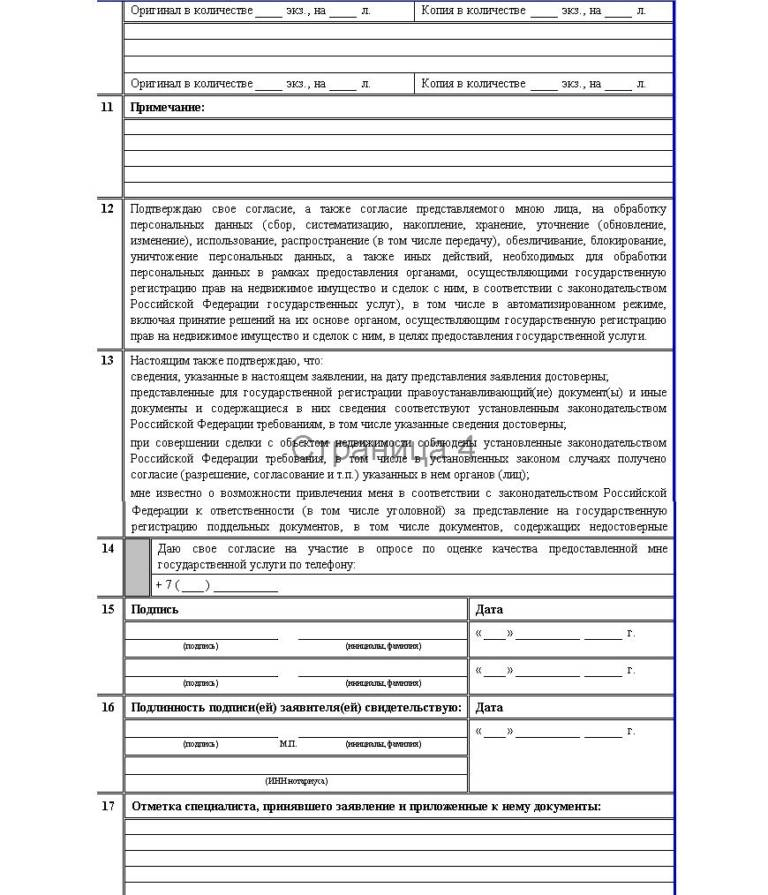 Оригинал в количестве ____ экз., на ____ л. Копия в количестве ____ экз., на ____ л.
Оригинал в количестве ____ экз., на ____ л. Копия в количестве ____ экз., на ____ л.
11 Примечание:
12 Подтверждаю свое согласие, а также согласие представляемого мною лица, на обработку
персональных данных (сбор, систематизацию, накопление, хранение, уточнение (обновление,
изменение), использование, распространение (в том числе передачу), обезличивание, блокирование,
уничтожение персональных данных, а также иных действий, необходимых для обработки
персональных данных в рамках предоставления органами, осуществляющими государственную
регистрацию прав на недвижимое имущество и сделок с ним, в соответствии с законодательством
Российской Федерации государственных услуг), в том числе в автоматизированном режиме,
включая принятие решений на их основе органом, осуществляющим государственную регистрацию
прав на недвижимое имущество и сделок с ним, в целях предоставления государственной услуги.
13 Настоящим также подтверждаю, что:
сведения, указанные в настоящем заявлении, на дату представления заявления достоверны;
представленные для государственной регистрации правоустанавливающий(ие) документ(ы) и иные
документы и содержащиеся в них сведения соответствуют установленным законодательством
Российской Федерации требованиям, в том числе указанные сведения достоверны;
при совершении сделки с объектом недвижимости соблюдены установленные законодательством
Страница 4
Российской Федерации требования, в том числе в установленных законом случаях получено
согласие (разрешение, согласование и т.п.) указанных в нем органов (лиц);
мне известно о возможности привлечения меня в соответствии с законодательством Российской
Федерации к ответственности (в том числе уголовной) за представление на государственную
регистрацию поддельных документов, в том числе документов, содержащих недостоверные
14 Даю свое согласие на участие в опросе по оценке качества предоставленной мне
государственной услуги по телефону:
+ 7 ( ____ ) __________
15 Подпись Дата
« ____ » __________ ______ г.
(подпись) (инициалы, фамилия)
« ____ » __________ ______ г.
(подпись) (инициалы, фамилия)
16 Подлинность подписи(ей) заявителя(ей) свидетельствую: Дата
« ____ » __________ ______ г.
(подпись) М.П. (инициалы, фамилия)
(ИНН нотариуса)
17 Отметка специалиста, принявшего заявление и приложенные к нему документы: